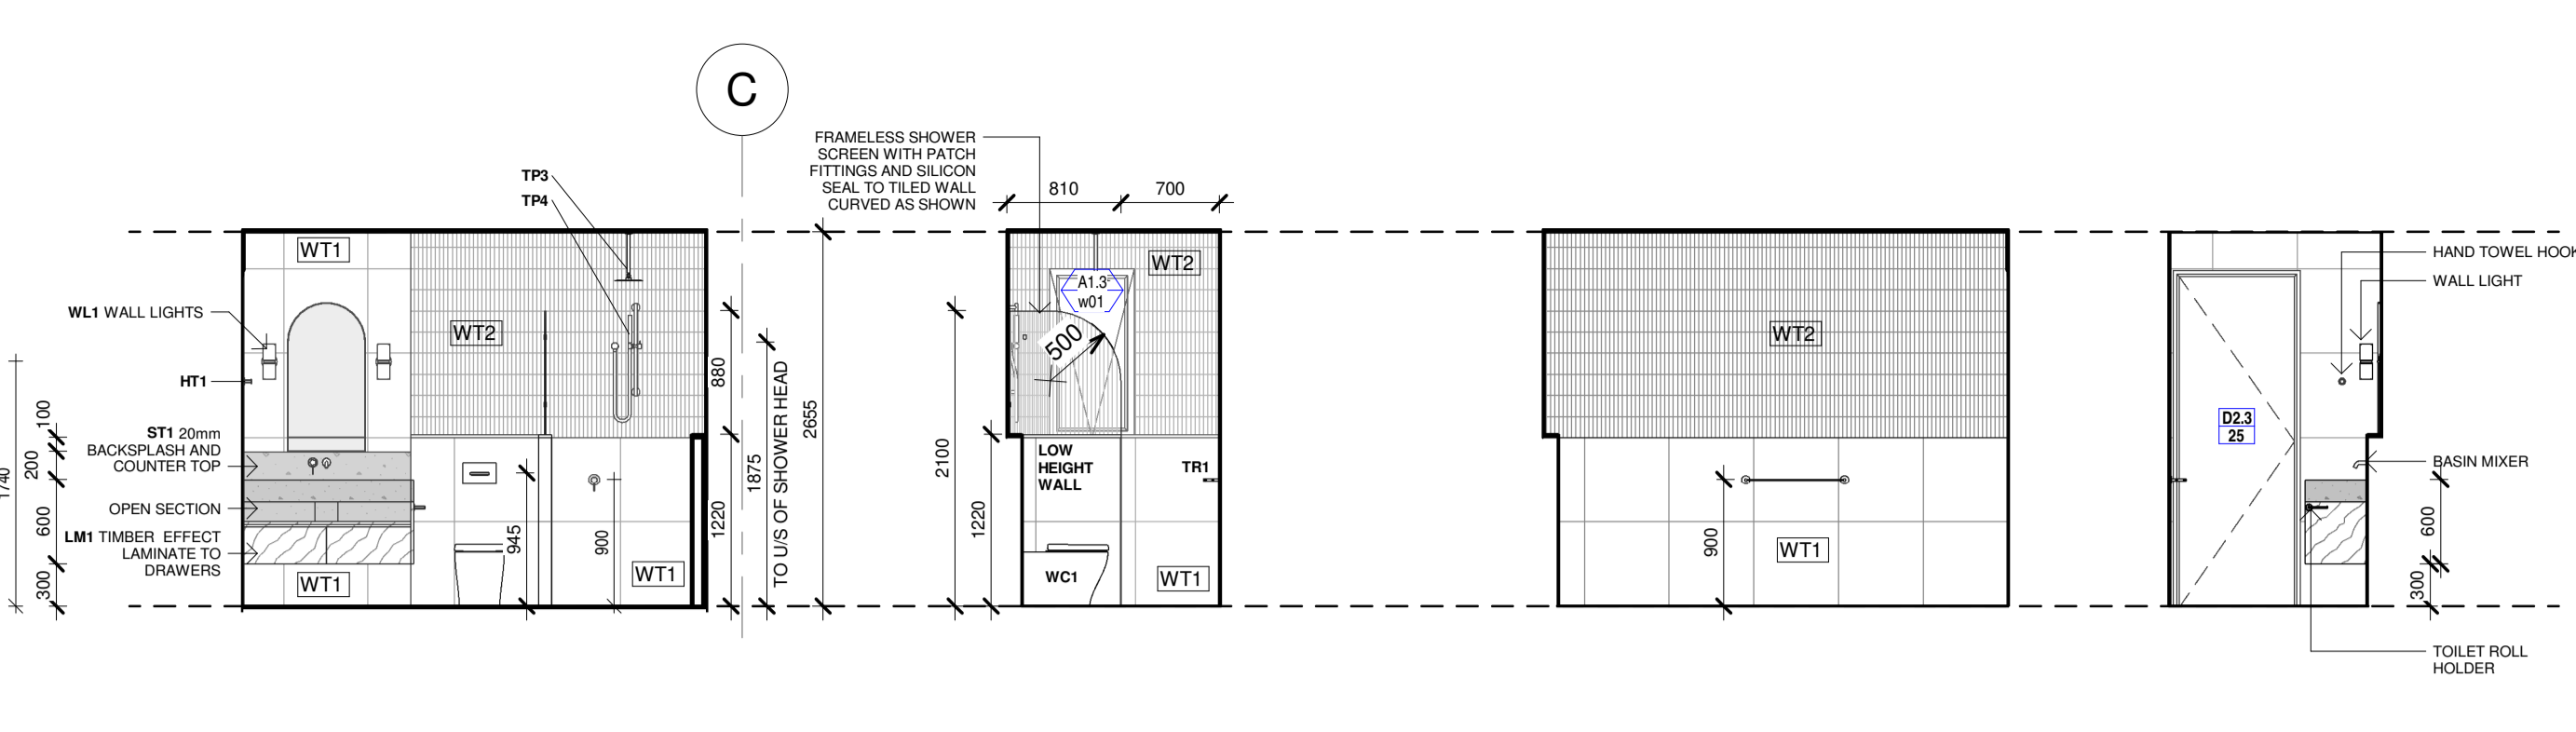 C
FRAMELESS SHOWER
SCREEN WITH PATCH
FITTINGS AND SILICON
SEAL TO TILED WALL
CURVED AS SHOWN
TP3
TP4
810
700
WT1
WL1 WALL LIGHTS
WT2
HT1
ST1 20mm
BACKSPLASH AND
COUNTER TOP
OPEN SECTION
LM1 TIMBER EFFECT
LAMINATE TO
DRAWERS
WT1
1740
100
200
600
300
945
900
WT1
880
1220
1875
TO U/S OF SHOWER HEAD
2655
2100
1220
WT2
A1.3-
w01
500
LOW
HEIGHT
WALL
TR1
WC1
WT1
WT2
900
WT1
HAND TOWEL HOOK
WALL LIGHT
D2.3
25
BASIN MIXER
600
300
TOILET ROLL
HOLDER